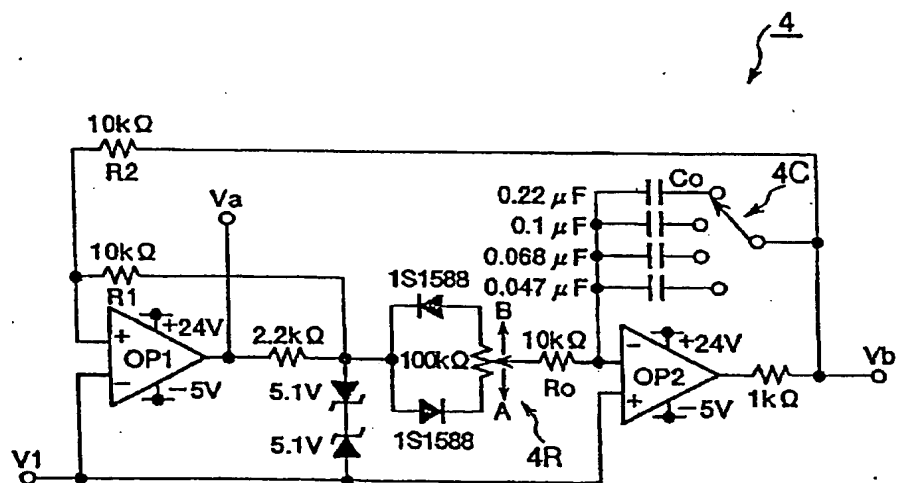 4
10kΩ
R2
Va
0.22 μF
Co
4C
0.1 μF
10kΩ
R1
0.068 μF
1S1588
0.047 μF
B
+
+24V
OP1
−
−5V
2.2kΩ
100kΩ
10kΩ
Ro
−
+24V
OP2
+
−5V
1kΩ
Vb
5.1V
A
5.1V
1S1588
4R
V1